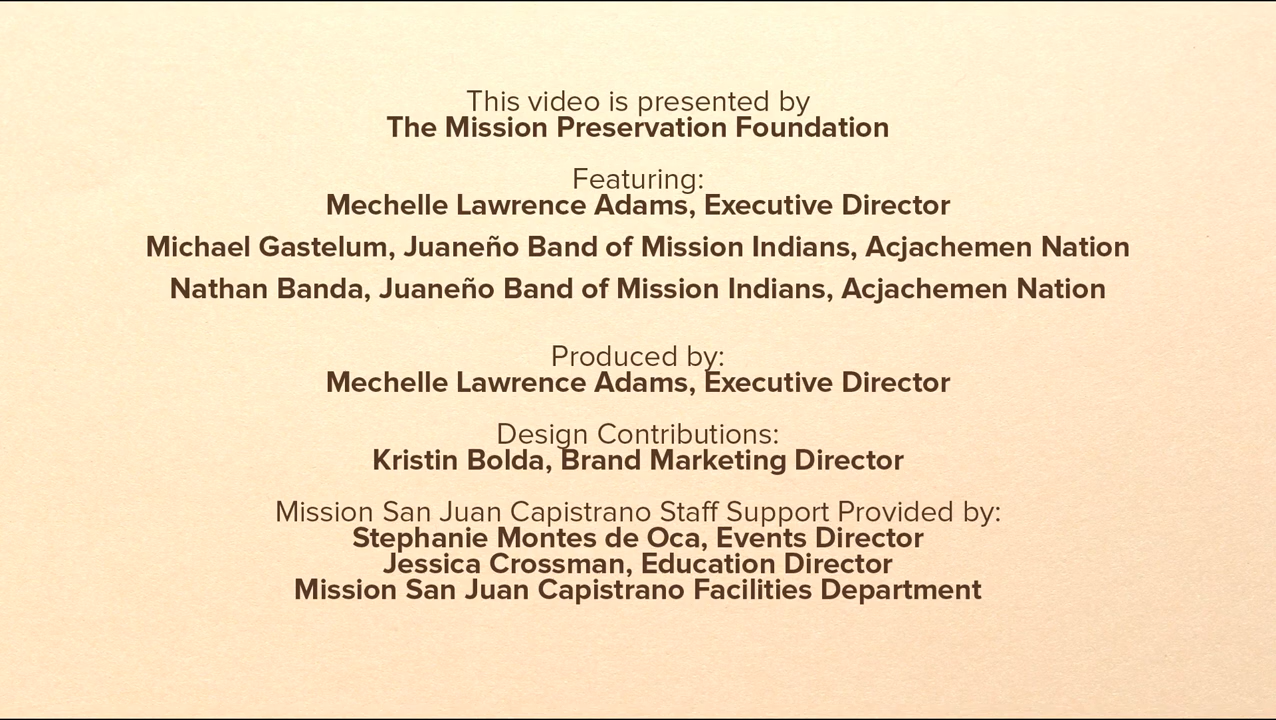 This video is presented by
The Mission Preservation Foundation
Featuring:
Mechelle Lawrence Adams, Executive Director
Michael Gastelum, Juaneño Band of Mission Indians, Acjachemen Nation
Nathan Banda, Juaneño Band of Mission Indians, Acjachemen Nation
Produced by:
Mechelle Lawrence Adams, Executive Director
Design Contributions:
Kristin Bolda, Brand Marketing Director
Mission San Juan Capistrano Staff Support Provided by:
Stephanie Montes de Oca, Events Director
Jessica Crossman, Education Director
Mission San Juan Capistrano Facilities Department